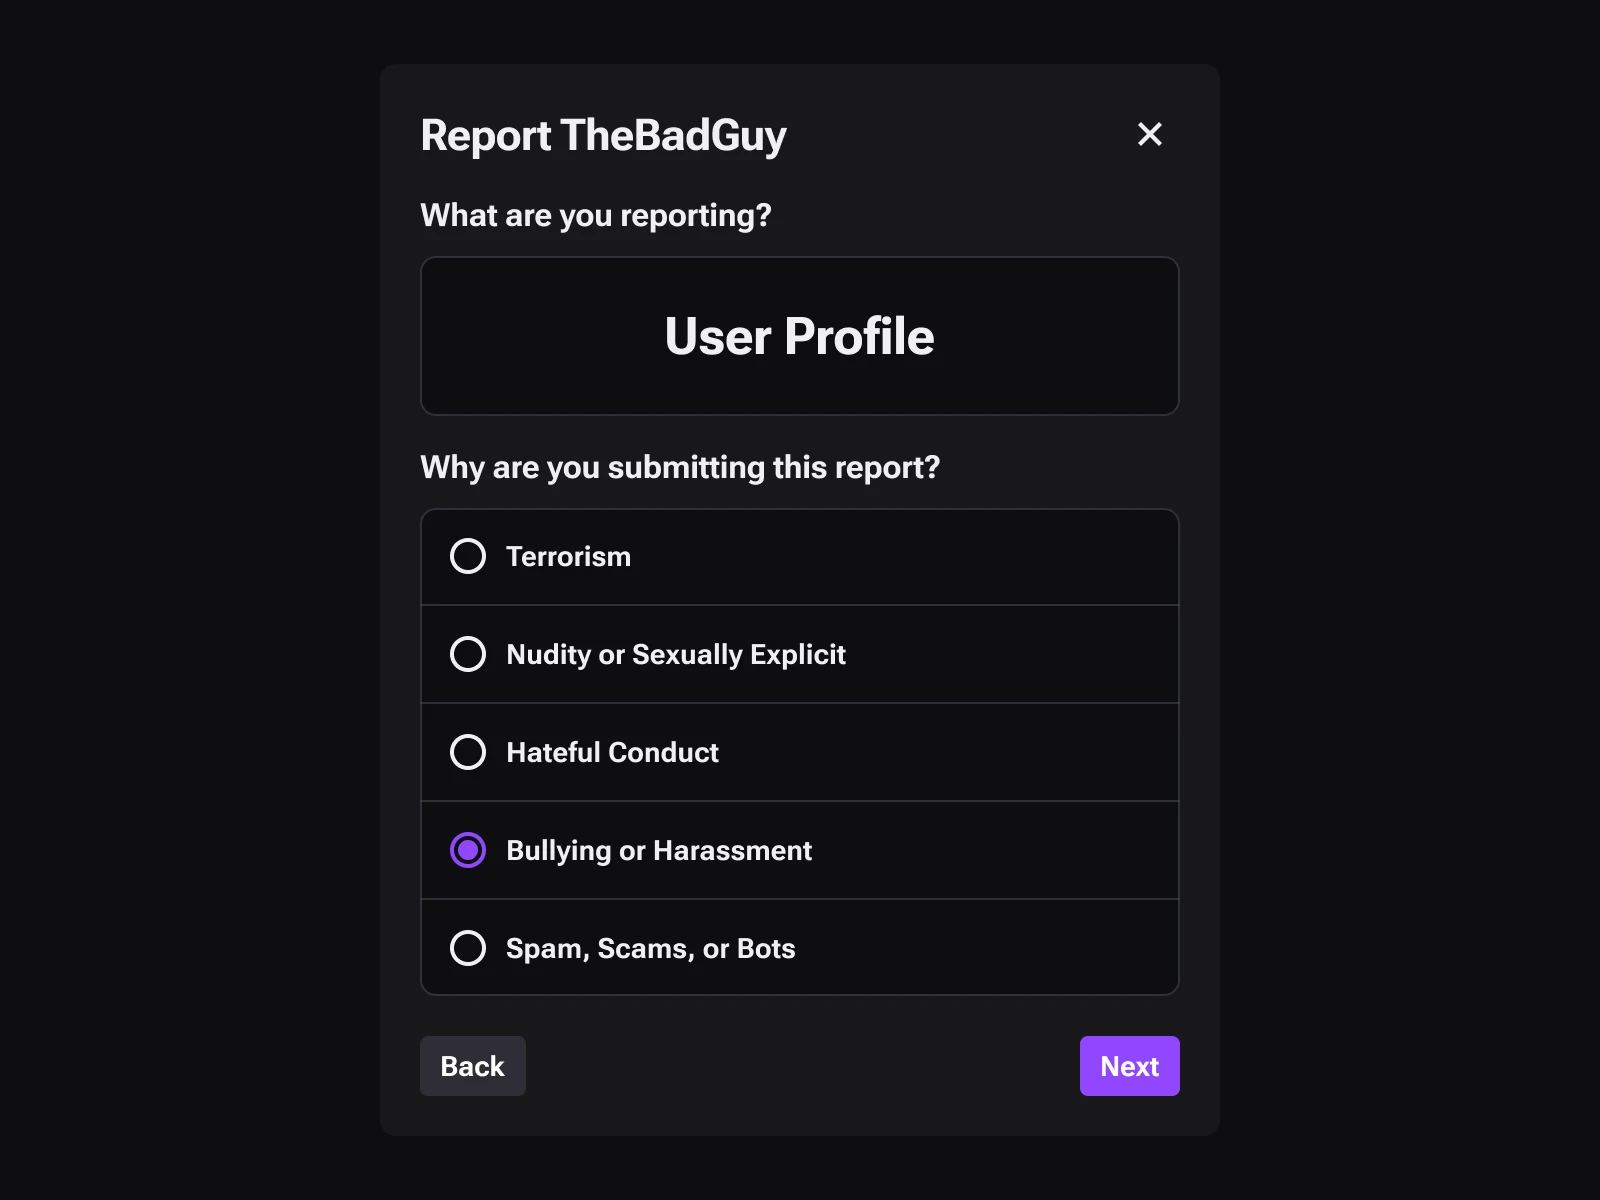 Report TheBadGuy
What are you reporting?
User Profile
Why are you submitting this report?
Terrorism
Nudity or Sexually Explicit
Hateful Conduct
Bullying or Harassment
Spam, Scams, or Bots
Back
Next